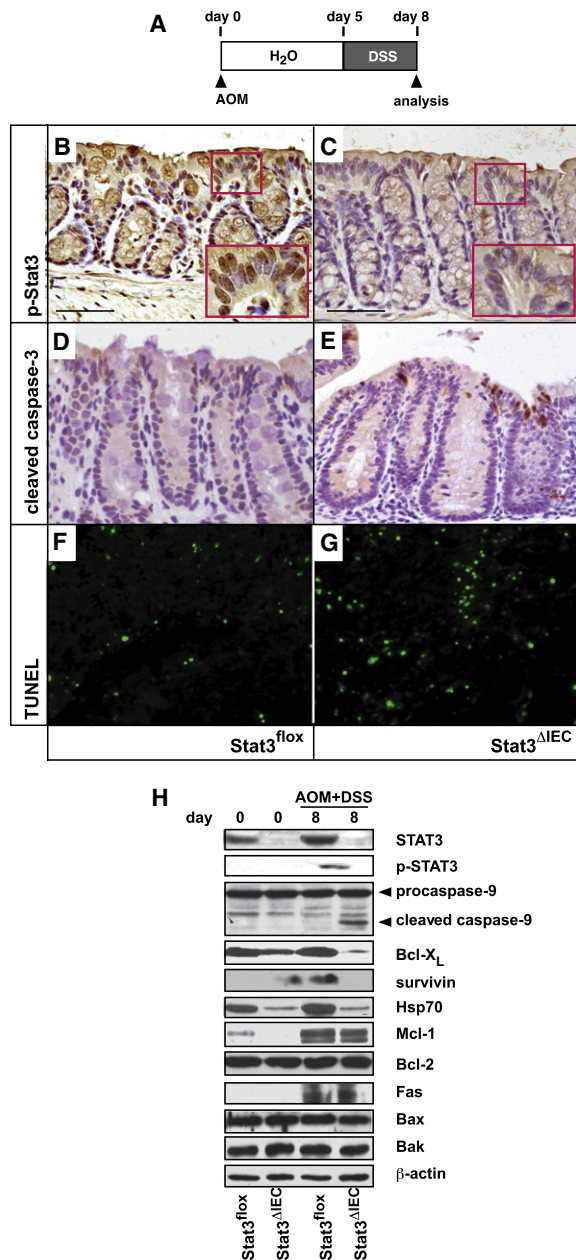 A
day 0 day 5 day 8
H2O DSS
AOM analysis
B C
p-Stat3
D E
cleaved caspase-3
F G
TUNEL
Stat3flox Stat3ΔIEC
H
AOM+DSS
day 0 0 8 8
STAT3
p-STAT3
procaspase-9
cleaved caspase-9
Bcl-XL
survivin
Hsp70
Mcl-1
Bcl-2
Fas
Bax
Bak
β-actin
Stat3flox Stat3ΔIEC Stat3flox Stat3ΔIEC